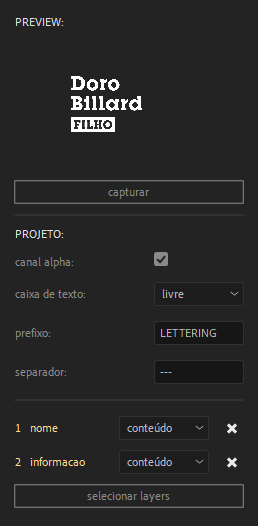 PREVIEW:
Doro
Billard
FILHO
capturar
PROJETO:
canal alpha:
caixa de texto: livre
prefixo: LETTERING
separador: ---
1 nome conteúdo
2 informacao conteúdo
selecionar layers